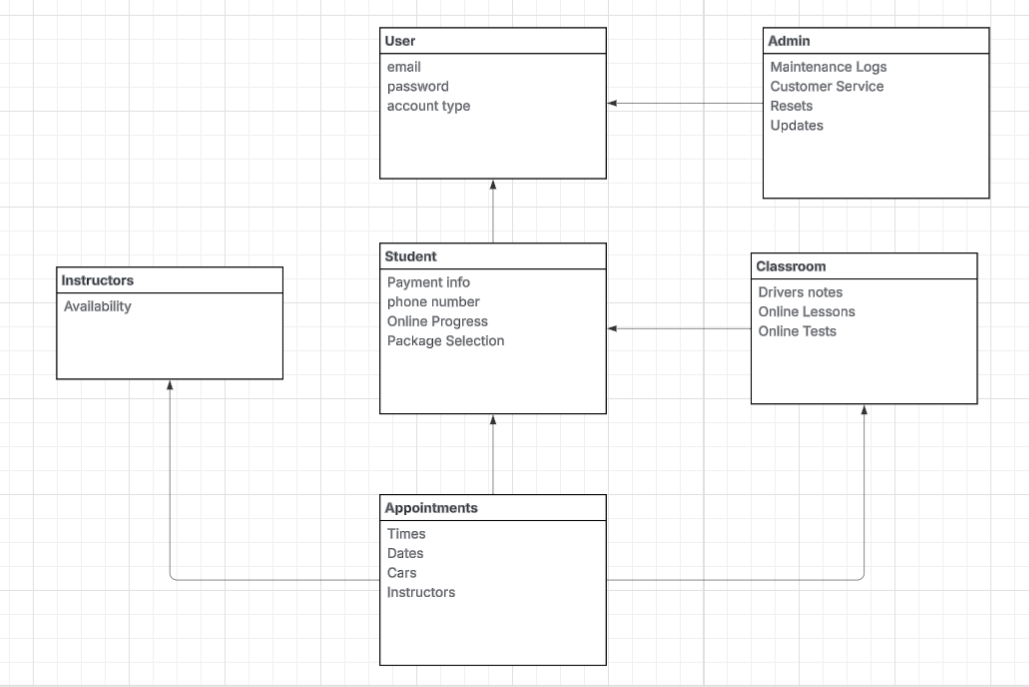 User
email
password
account type
Admin
Maintenance Logs
Customer Service
Resets
Updates
Instructors
Availability
Student
Payment info
phone number
Online Progress
Package Selection
Classroom
Drivers notes
Online Lessons
Online Tests
Appointments
Times
Dates
Cars
Instructors